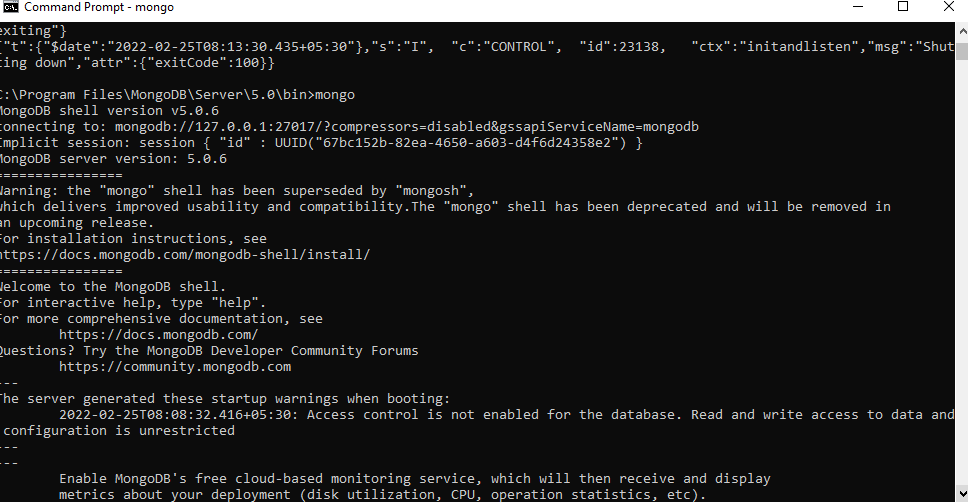 Command Prompt - mongo
exiting"}
{"t":{"$date":"2022-02-25T08:13:30.435+05:30"},"s":"I",  "c":"CONTROL",  "id":23138,   "ctx":"initandlisten","msg":"Shut
ting down","attr":{"exitCode":100}}
C:\Program Files\MongoDB\Server\5.0\bin>mongo
MongoDB shell version v5.0.6
connecting to: mongodb://127.0.0.1:27017/?compressors=disabled&gssapiServiceName=mongodb
Implicit session: session { "id" : UUID("67bc152b-82ea-4650-a603-d4f6d24358e2") }
MongoDB server version: 5.0.6
================
Warning: the "mongo" shell has been superseded by "mongosh",
which delivers improved usability and compatibility.The "mongo" shell has been deprecated and will be removed in
an upcoming release.
For installation instructions, see
https://docs.mongodb.com/mongodb-shell/install/
================
Welcome to the MongoDB shell.
For interactive help, type "help".
For more comprehensive documentation, see
        https://docs.mongodb.com/
Questions? Try the MongoDB Developer Community Forums
        https://community.mongodb.com
---
The server generated these startup warnings when booting:
        2022-02-25T08:08:32.416+05:30: Access control is not enabled for the database. Read and write access to data and
 configuration is unrestricted
---
---
        Enable MongoDB's free cloud-based monitoring service, which will then receive and display
        metrics about your deployment (disk utilization, CPU, operation statistics, etc).